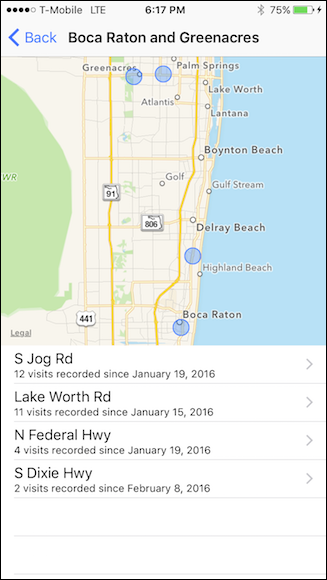 T-Mobile LTE 6:17 PM 75%
Back Boca Raton and Greenacres
Greenacres
Palm Springs
Atlantis
Lake Worth
Lantana
Boynton Beach
WR
Golf
Gulf Stream
91
806
Delray Beach
Highland Beach
441
Boca Raton
Legal
S Jog Rd
12 visits recorded since January 19, 2016
Lake Worth Rd
11 visits recorded since January 15, 2016
N Federal Hwy
4 visits recorded since January 19, 2016
S Dixie Hwy
2 visits recorded since February 8, 2016